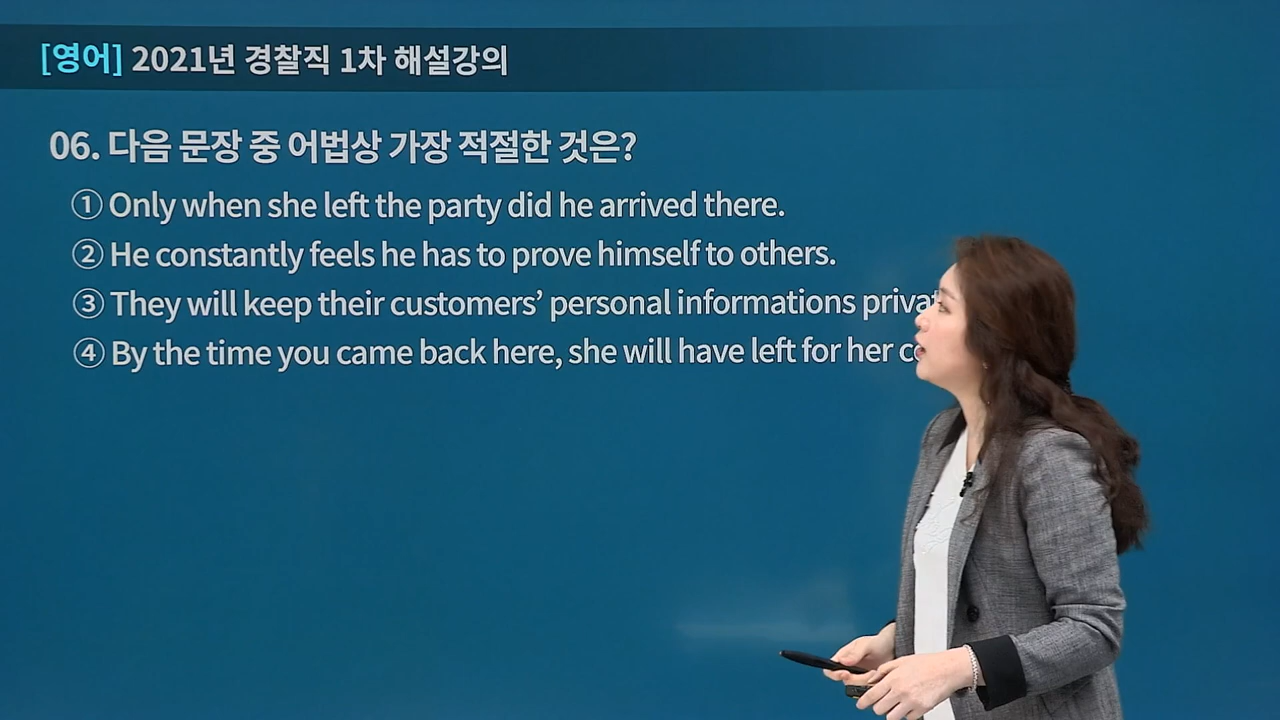 [영어] 2021년 경찰직 1차 해설강의
06. 다음 문장 중 어법상 가장 적절한 것은?
① Only when she left the party did he arrived there.
② He constantly feels he has to prove himself to others.
③ They will keep their customers’ personal informations
④ By the time you came back here, she will have left for her